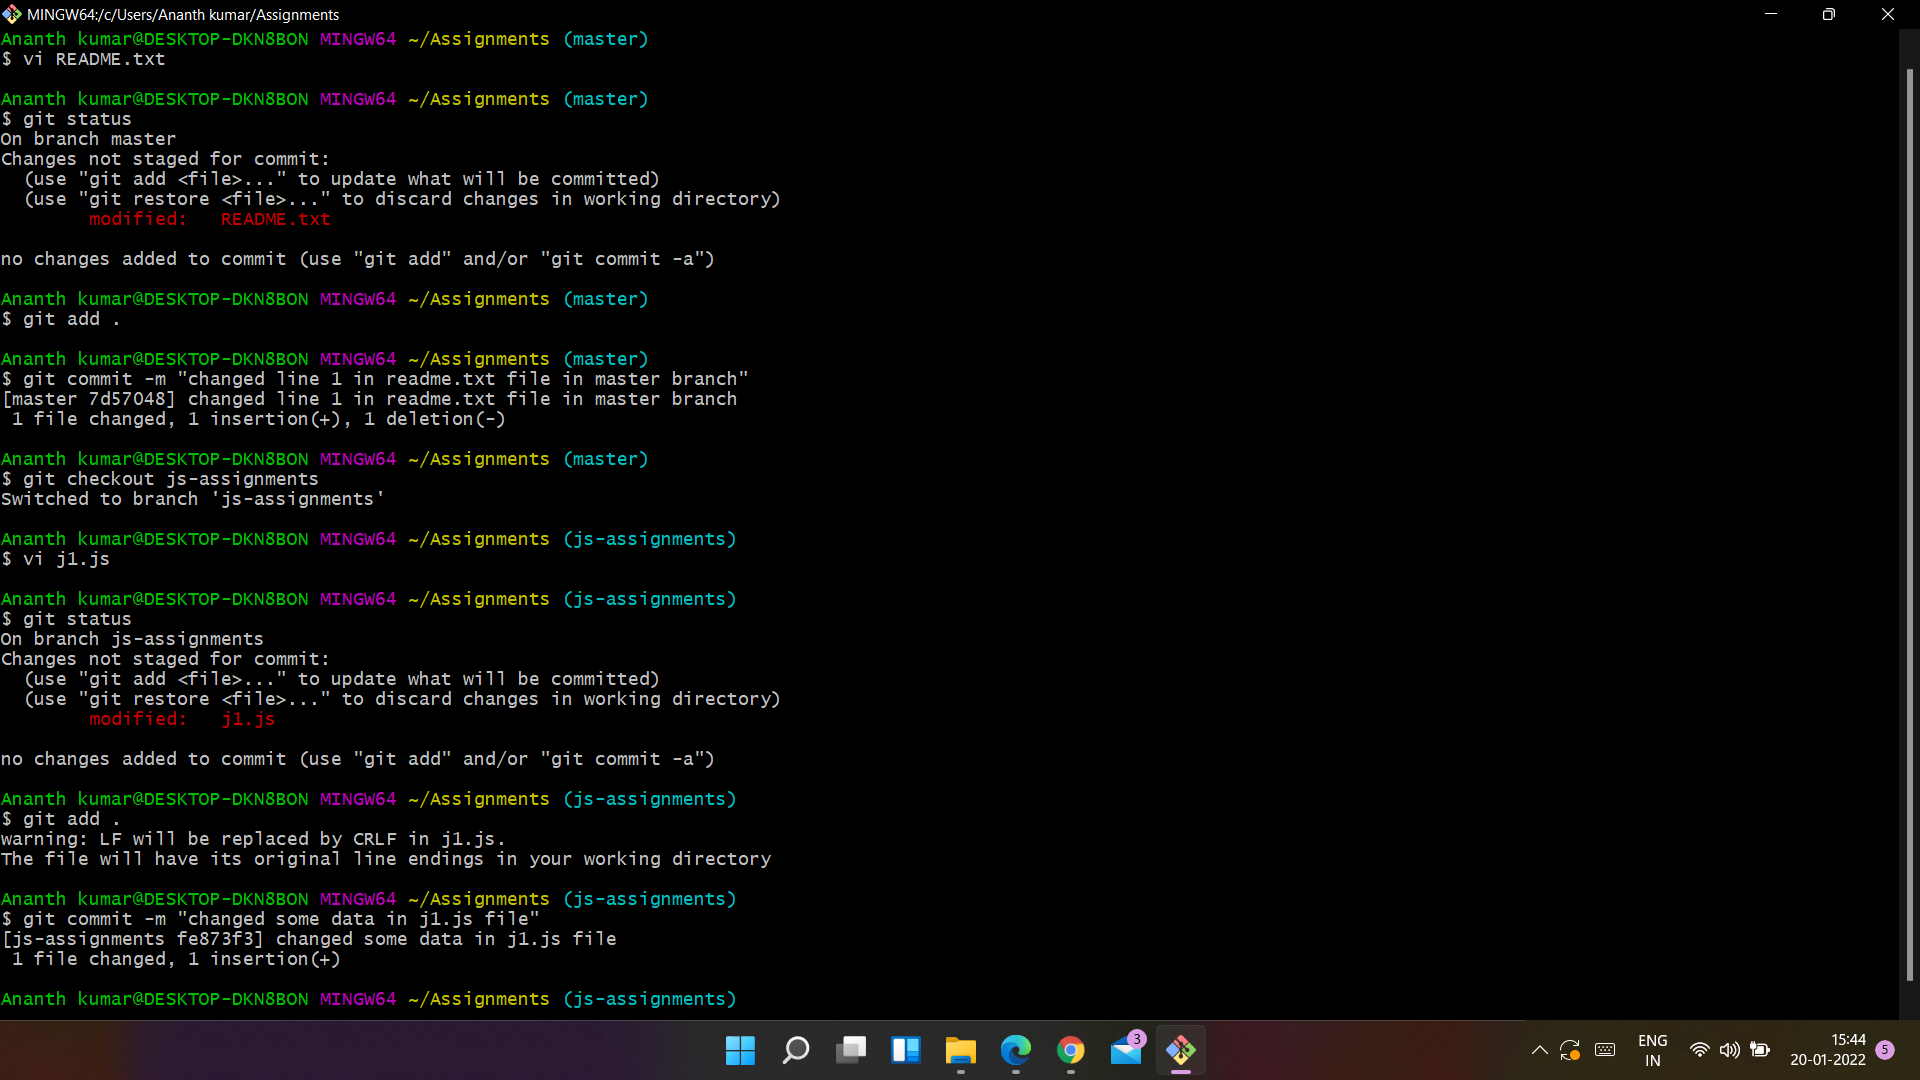 MINGW64:/c/Users/Ananth kumar/Assignments
Ananth kumar@DESKTOP-DKN8BON MINGW64 ~/Assignments (master)
$ vi README.txt
Ananth kumar@DESKTOP-DKN8BON MINGW64 ~/Assignments (master)
$ git status
On branch master
Changes not staged for commit:
  (use "git add <file>..." to update what will be committed)
  (use "git restore <file>..." to discard changes in working directory)
        modified:   README.txt
no changes added to commit (use "git add" and/or "git commit -a")
Ananth kumar@DESKTOP-DKN8BON MINGW64 ~/Assignments (master)
$ git add .
Ananth kumar@DESKTOP-DKN8BON MINGW64 ~/Assignments (master)
$ git commit -m "changed line 1 in readme.txt file in master branch"
[master 7d57048] changed line 1 in readme.txt file in master branch
 1 file changed, 1 insertion(+), 1 deletion(-)
Ananth kumar@DESKTOP-DKN8BON MINGW64 ~/Assignments (master)
$ git checkout js-assignments
Switched to branch 'js-assignments'
Ananth kumar@DESKTOP-DKN8BON MINGW64 ~/Assignments (js-assignments)
$ vi j1.js
Ananth kumar@DESKTOP-DKN8BON MINGW64 ~/Assignments (js-assignments)
$ git status
On branch js-assignments
Changes not staged for commit:
  (use "git add <file>..." to update what will be committed)
  (use "git restore <file>..." to discard changes in working directory)
        modified:   j1.js
no changes added to commit (use "git add" and/or "git commit -a")
Ananth kumar@DESKTOP-DKN8BON MINGW64 ~/Assignments (js-assignments)
$ git add .
warning: LF will be replaced by CRLF in j1.js.
The file will have its original line endings in your working directory
Ananth kumar@DESKTOP-DKN8BON MINGW64 ~/Assignments (js-assignments)
$ git commit -m "changed some data in j1.js file"
[js-assignments fe873f3] changed some data in j1.js file
 1 file changed, 1 insertion(+)
Ananth kumar@DESKTOP-DKN8BON MINGW64 ~/Assignments (js-assignments)
3
ENG
IN
15:44
20-01-2022
5